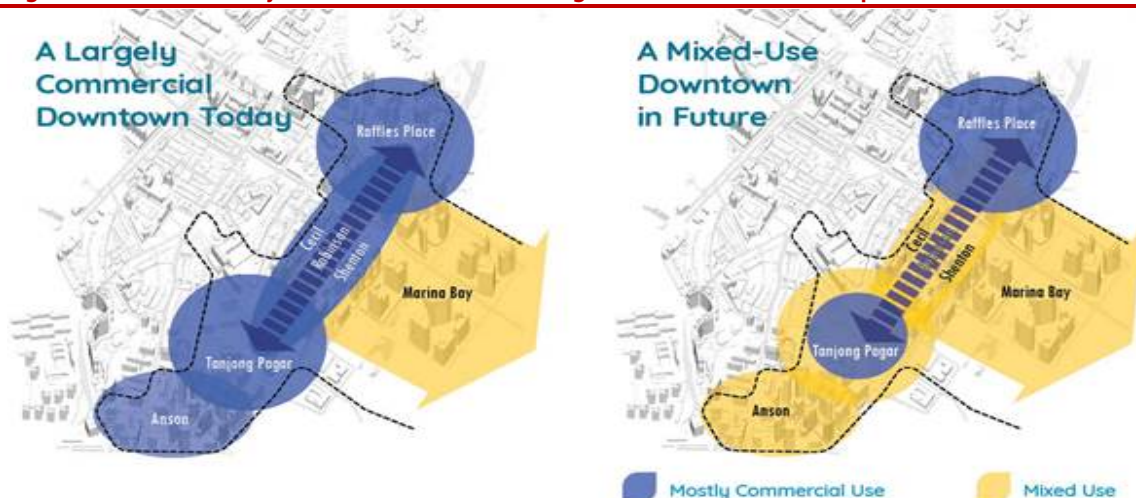 A Largely
Commercial
Downtown Today
Raffles Place
Cecil
Robinson
Shenton
Marina Bay
Tanjong Pagar
Anson
A Mixed-Use
Downtown
in Future
Raffles Place
Cecil
Shenton
Marina Bay
Tanjong Pagar
Anson
Mostly Commercial Use
Mixed Use